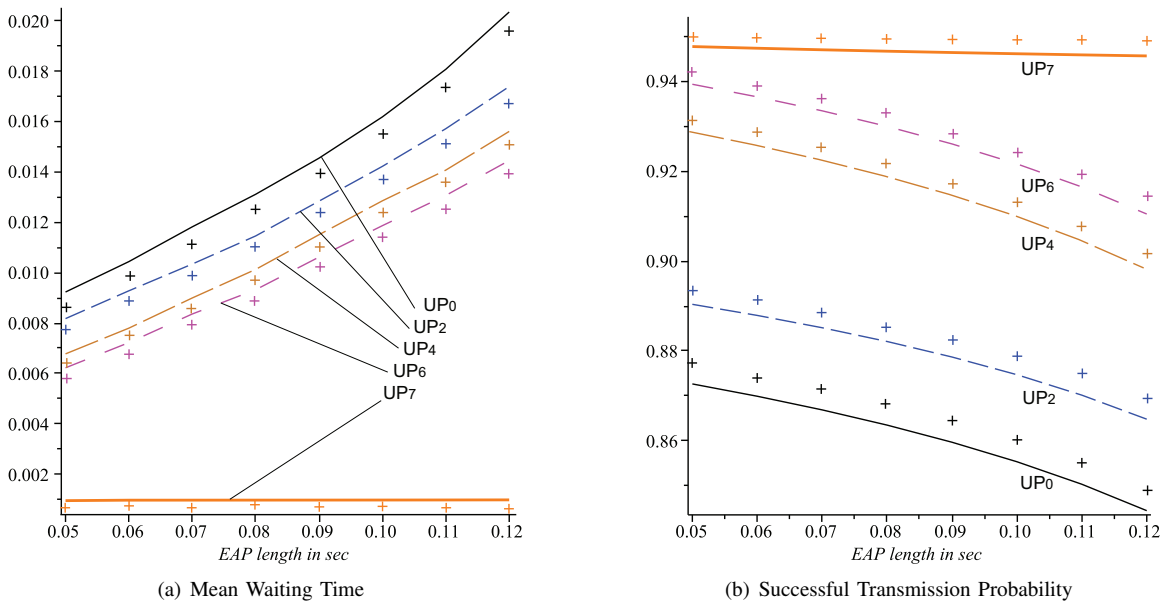 0.020
0.018
0.016
0.014
0.012
0.010
0.008
0.006
0.004
0.002
UP0
UP2
UP4
UP6
UP7
0.05 0.06 0.07 0.08 0.09 0.10 0.11 0.12
EAP length in sec
(a) Mean Waiting Time
0.94
0.92
0.90
0.88
0.86
UP7
UP6
UP4
UP2
UP0
0.05 0.06 0.07 0.08 0.09 0.10 0.11 0.12
EAP length in sec
(b) Successful Transmission Probability